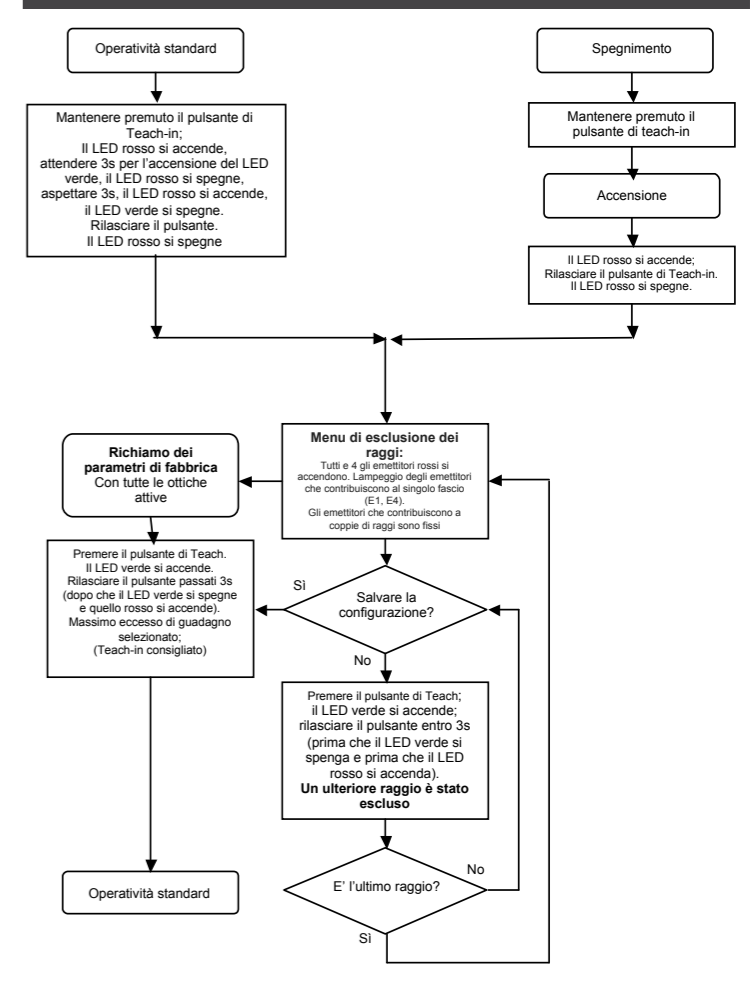 Operatività standard
Mantenere premuto il pulsante di
Teach-in;
Il LED rosso si accende,
attendere 3s per l'accensione del LED
verde, il LED rosso si spegne,
aspettare 3s, il LED rosso si accende,
il LED verde si spegne.
Rilasciare il pulsante.
Il LED rosso si spegne
Spegnimento
Mantenere premuto il
pulsante di teach-in
Accensione
Il LED rosso si accende;
Rilasciare il pulsante di Teach-in.
Il LED rosso si spegne.
Menu di esclusione dei
raggi:
Tutti e 4 gli emettitori rossi si
accendono. Lampeggio degli emettitori
che contribuiscono al singolo fascio
(E1, E4).
Gli emettitori che contribuiscono a
coppie di raggi sono fissi
Richiamo dei
parametri di fabbrica
Con tutte le ottiche
attive
Premere il pulsante di Teach.
Il LED verde si accende.
Rilasciare il pulsante passati 3s
(dopo che il LED verde si spegne
e quello rosso si accende).
Massimo eccesso di guadagno
selezionato;
(Teach-in consigliato)
Sì
Salvare la
configurazione?
No
Premere il pulsante di Teach;
il LED verde si accende;
rilasciare il pulsante entro 3s
(prima che il LED verde si
spenga e prima che il LED
rosso si accenda).
Un ulteriore raggio è stato
escluso
E' l'ultimo raggio?
No
Sì
Operatività standard